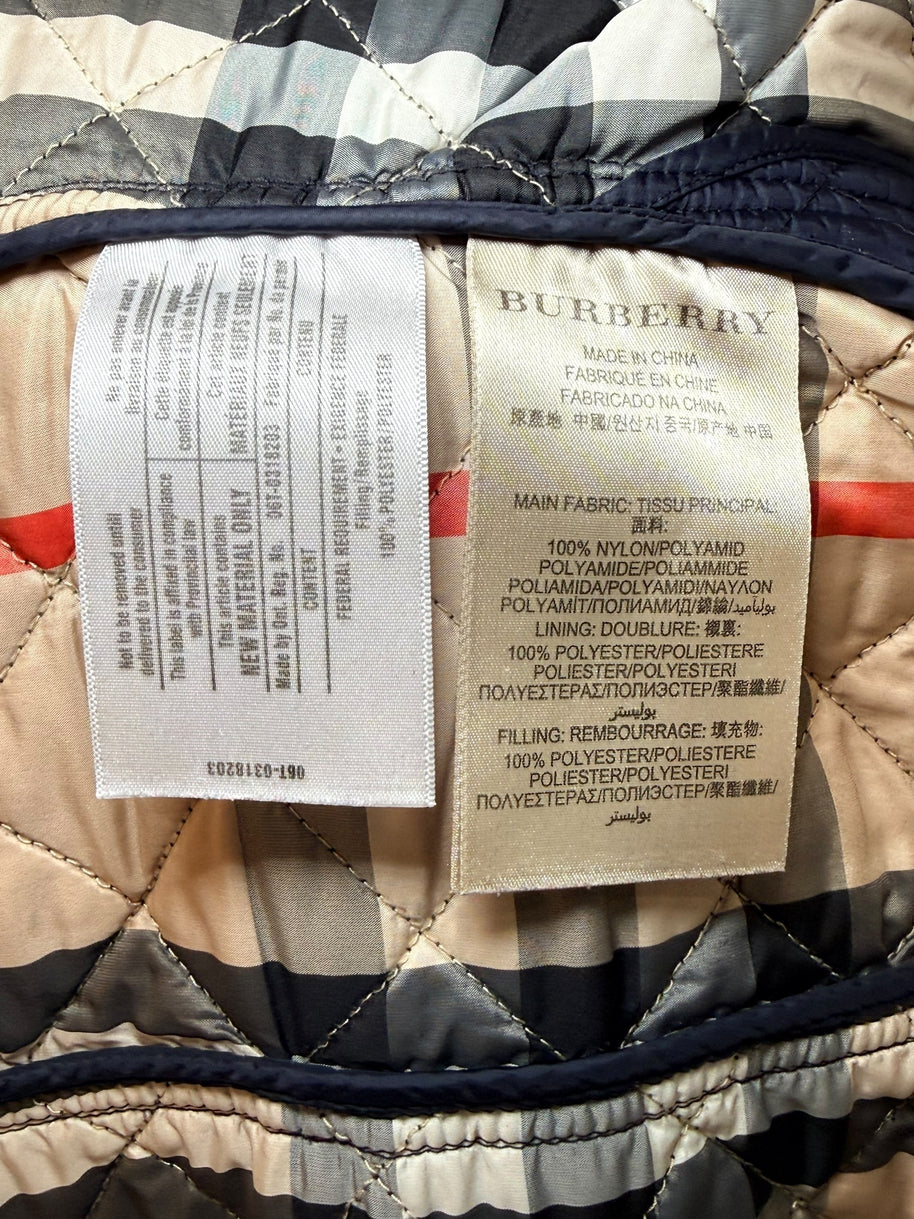 Not to be removed until
delivered to the consumer
This label is affixed in compliance
with Provincial Law
This article contains
NEW MATERIAL ONLY
Made by Ont. Reg. No. 06T-0318203
CONTENT
FEDERAL REQUIREMENT • EXIGENCE FÉDÉRALE
Filling/Remplissage
100% POLYESTER/POLYESTER
Ne pas enlever avant la
livraison au consommateur
Cette étiquette est apposée
conformément à la loi de la Province
Cet article contient
MATÉRIAUX NEUFS SEULEMENT
Fabriqué par No. de permis
CONTENU
06T-0318203
BURBERRY
MADE IN CHINA
FABRIQUÉ EN CHINE
FABRICADO NA CHINA
原產地 中國/원산지 중국/原产地 中国
MAIN FABRIC: TISSU PRINCIPAL:
面料:
100% NYLON/POLYAMID
POLYAMIDE/POLIAMMIDE
POLIAMIDA/POLYAMIDI/ΝΑΥΛΟΝ
POLYAMİT/ПОЛИАМИД/錦綸/بولياميد
LINING: DOUBLURE: 襯裏:
100% POLYESTER/POLIESTERE
POLIESTER/POLYESTERI
ΠΟΛΥΕΣΤΕΡΑΣ/ПОЛИЭСТЕР/聚酯纖維/
بوليستر
FILLING: REMBOURRAGE: 填充物:
100% POLYESTER/POLIESTERE
POLIESTER/POLYESTERI
ΠΟΛΥΕΣΤΕΡΑΣ/ПОЛИЭСТЕР/聚酯纖維/
بوليستر